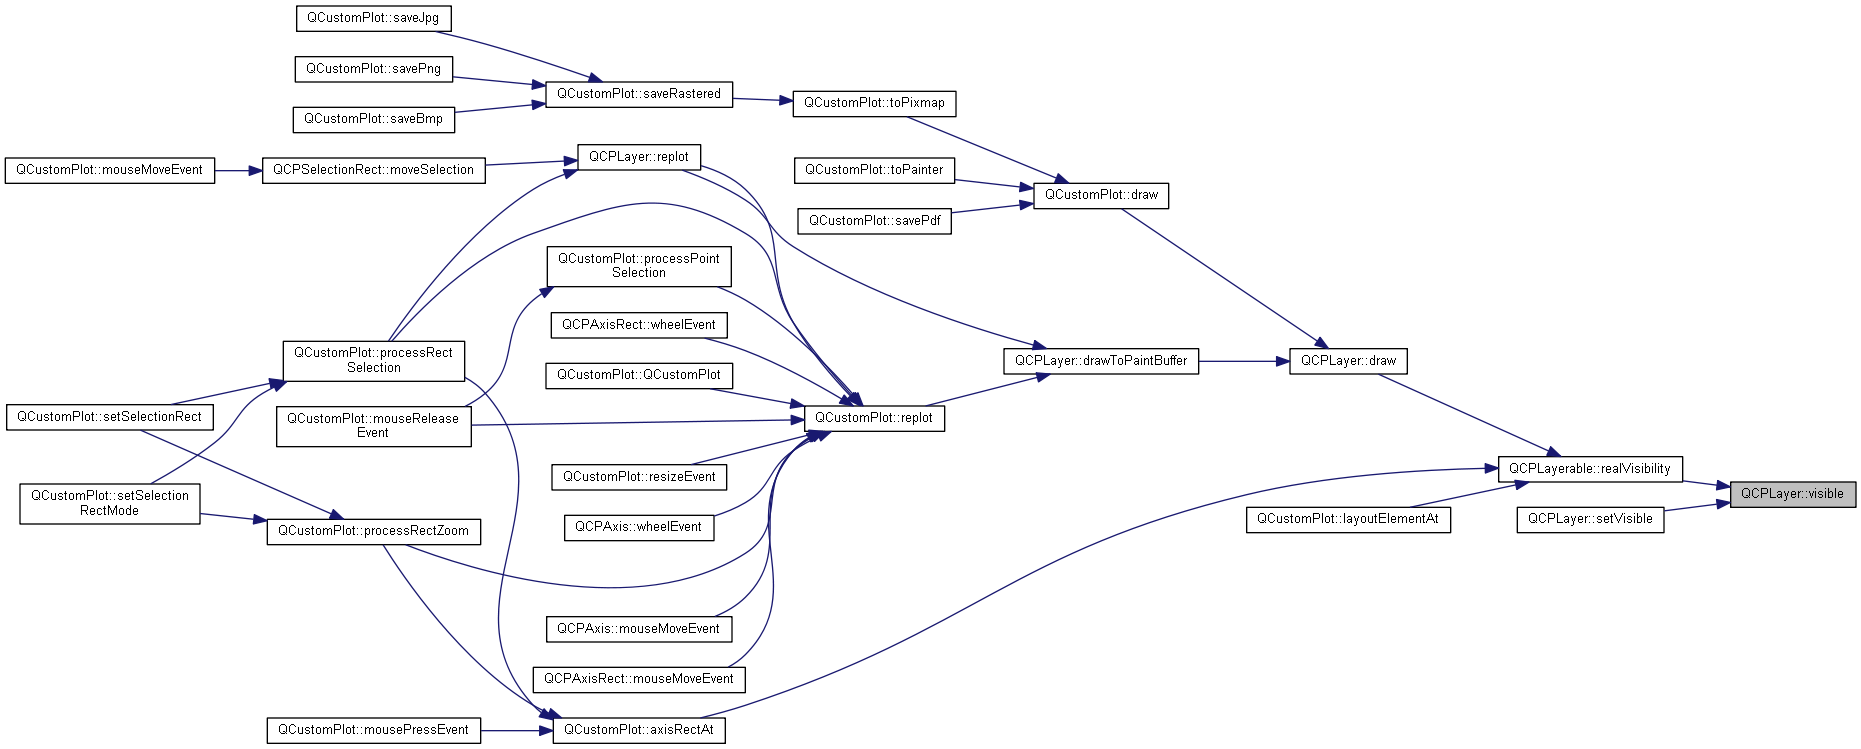 QCustomPlot::saveJpg
QCustomPlot::savePng
QCustomPlot::saveRastered
QCustomPlot::toPixmap
QCustomPlot::saveBmp
QCPLayer::replot
QCustomPlot::mouseMoveEvent
QCPSelectionRect::moveSelection
QCustomPlot::toPainter
QCustomPlot::draw
QCustomPlot::savePdf
QCustomPlot::processPoint
Selection
QCPAxisRect::wheelEvent
QCustomPlot::processRect
Selection
QCPLayer::drawToPaintBuffer
QCPLayer::draw
QCustomPlot::QCustomPlot
QCustomPlot::setSelectionRect
QCustomPlot::mouseRelease
Event
QCustomPlot::replot
QCustomPlot::resizeEvent
QCPLayerable::realVisibility
QCPLayer::visible
QCustomPlot::setSelection
RectMode
QCPAxis::wheelEvent
QCustomPlot::layoutElementAt
QCPLayer::setVisible
QCustomPlot::processRectZoom
QCPAxis::mouseMoveEvent
QCPAxisRect::mouseMoveEvent
QCustomPlot::mousePressEvent
QCustomPlot::axisRectAt